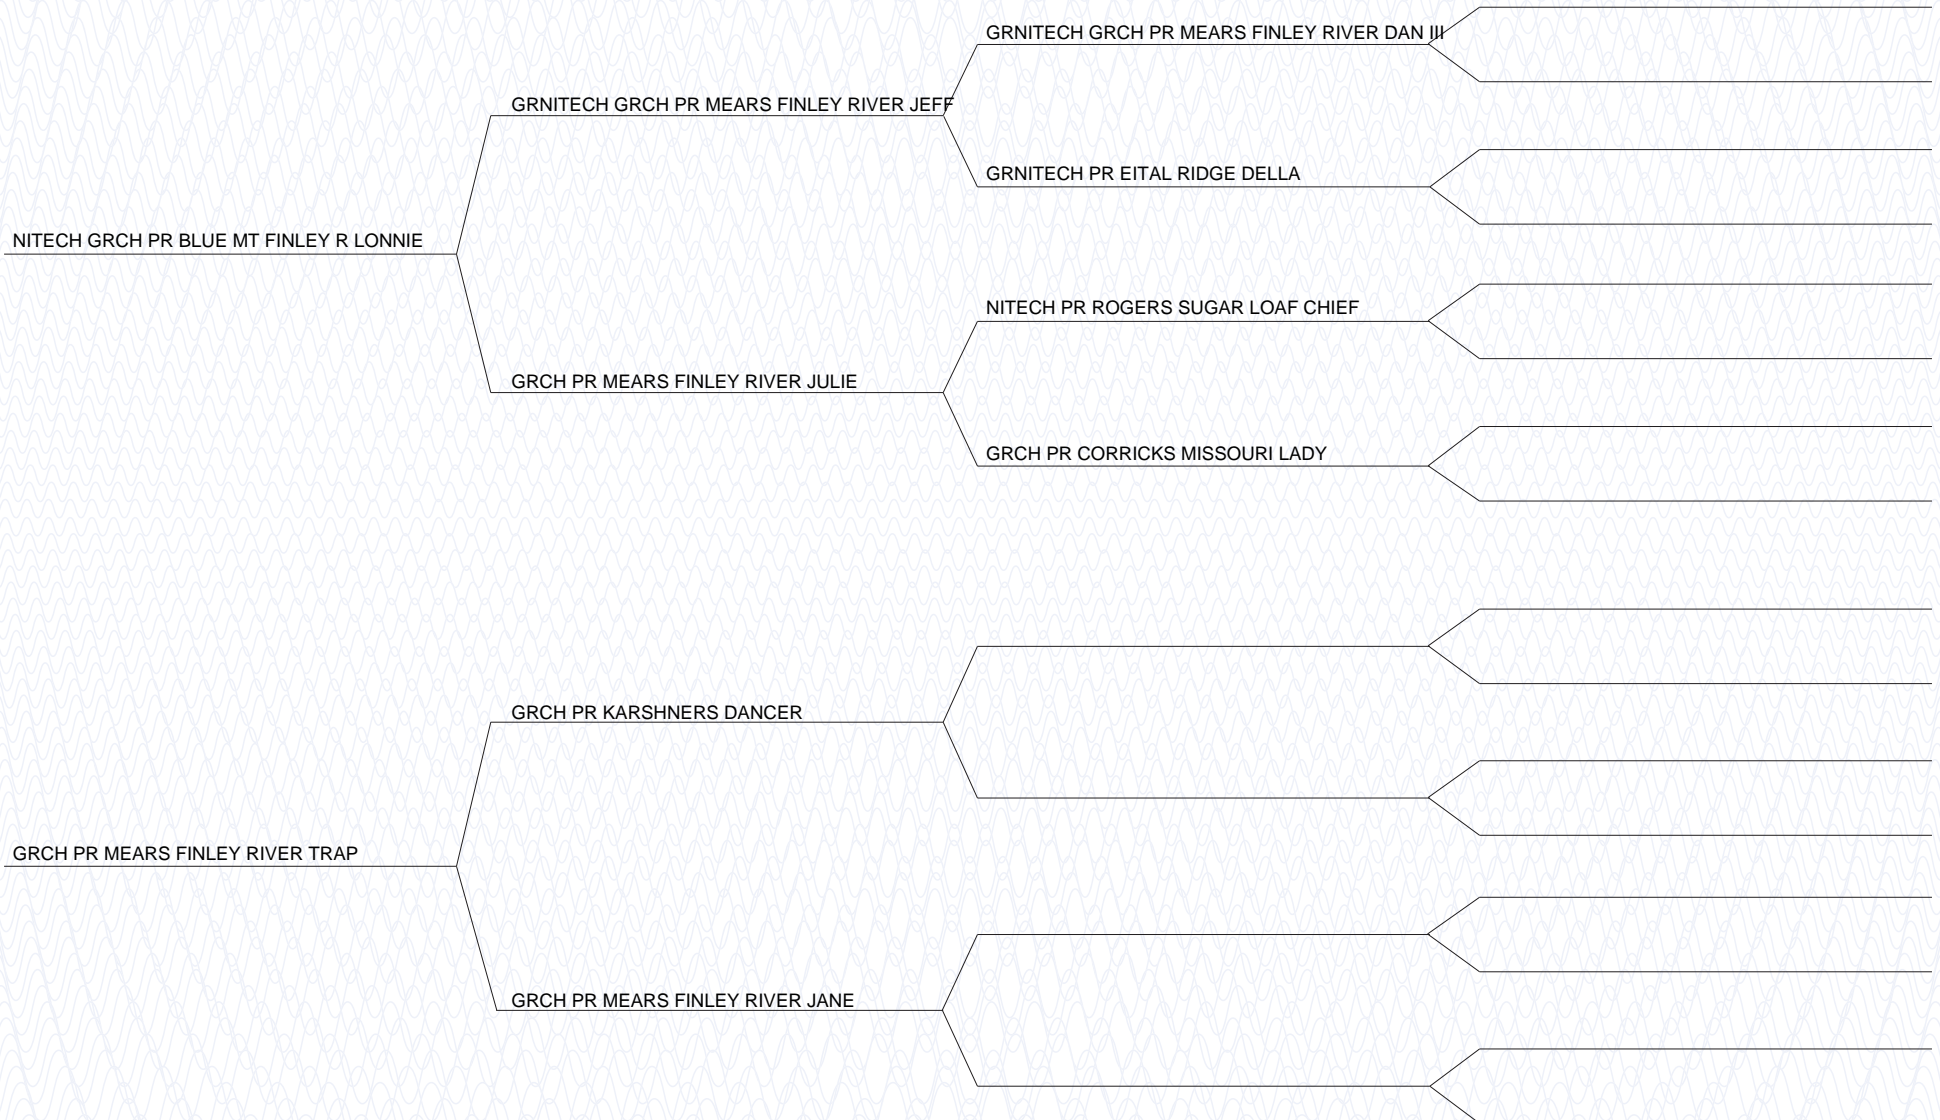 GRNITECH GRCH PR MEARS FINLEY RIVER DAN III
GRNITECH GRCH PR MEARS FINLEY RIVER JEFF
GRNITECH PR EITAL RIDGE DELLA
NITECH GRCH PR BLUE MT FINLEY R LONNIE
NITECH PR ROGERS SUGAR LOAF CHIEF
GRCH PR MEARS FINLEY RIVER JULIE
GRCH PR CORRICKS MISSOURI LADY
GRCH PR KARSHNERS DANCER
GRCH PR MEARS FINLEY RIVER TRAP
GRCH PR MEARS FINLEY RIVER JANE